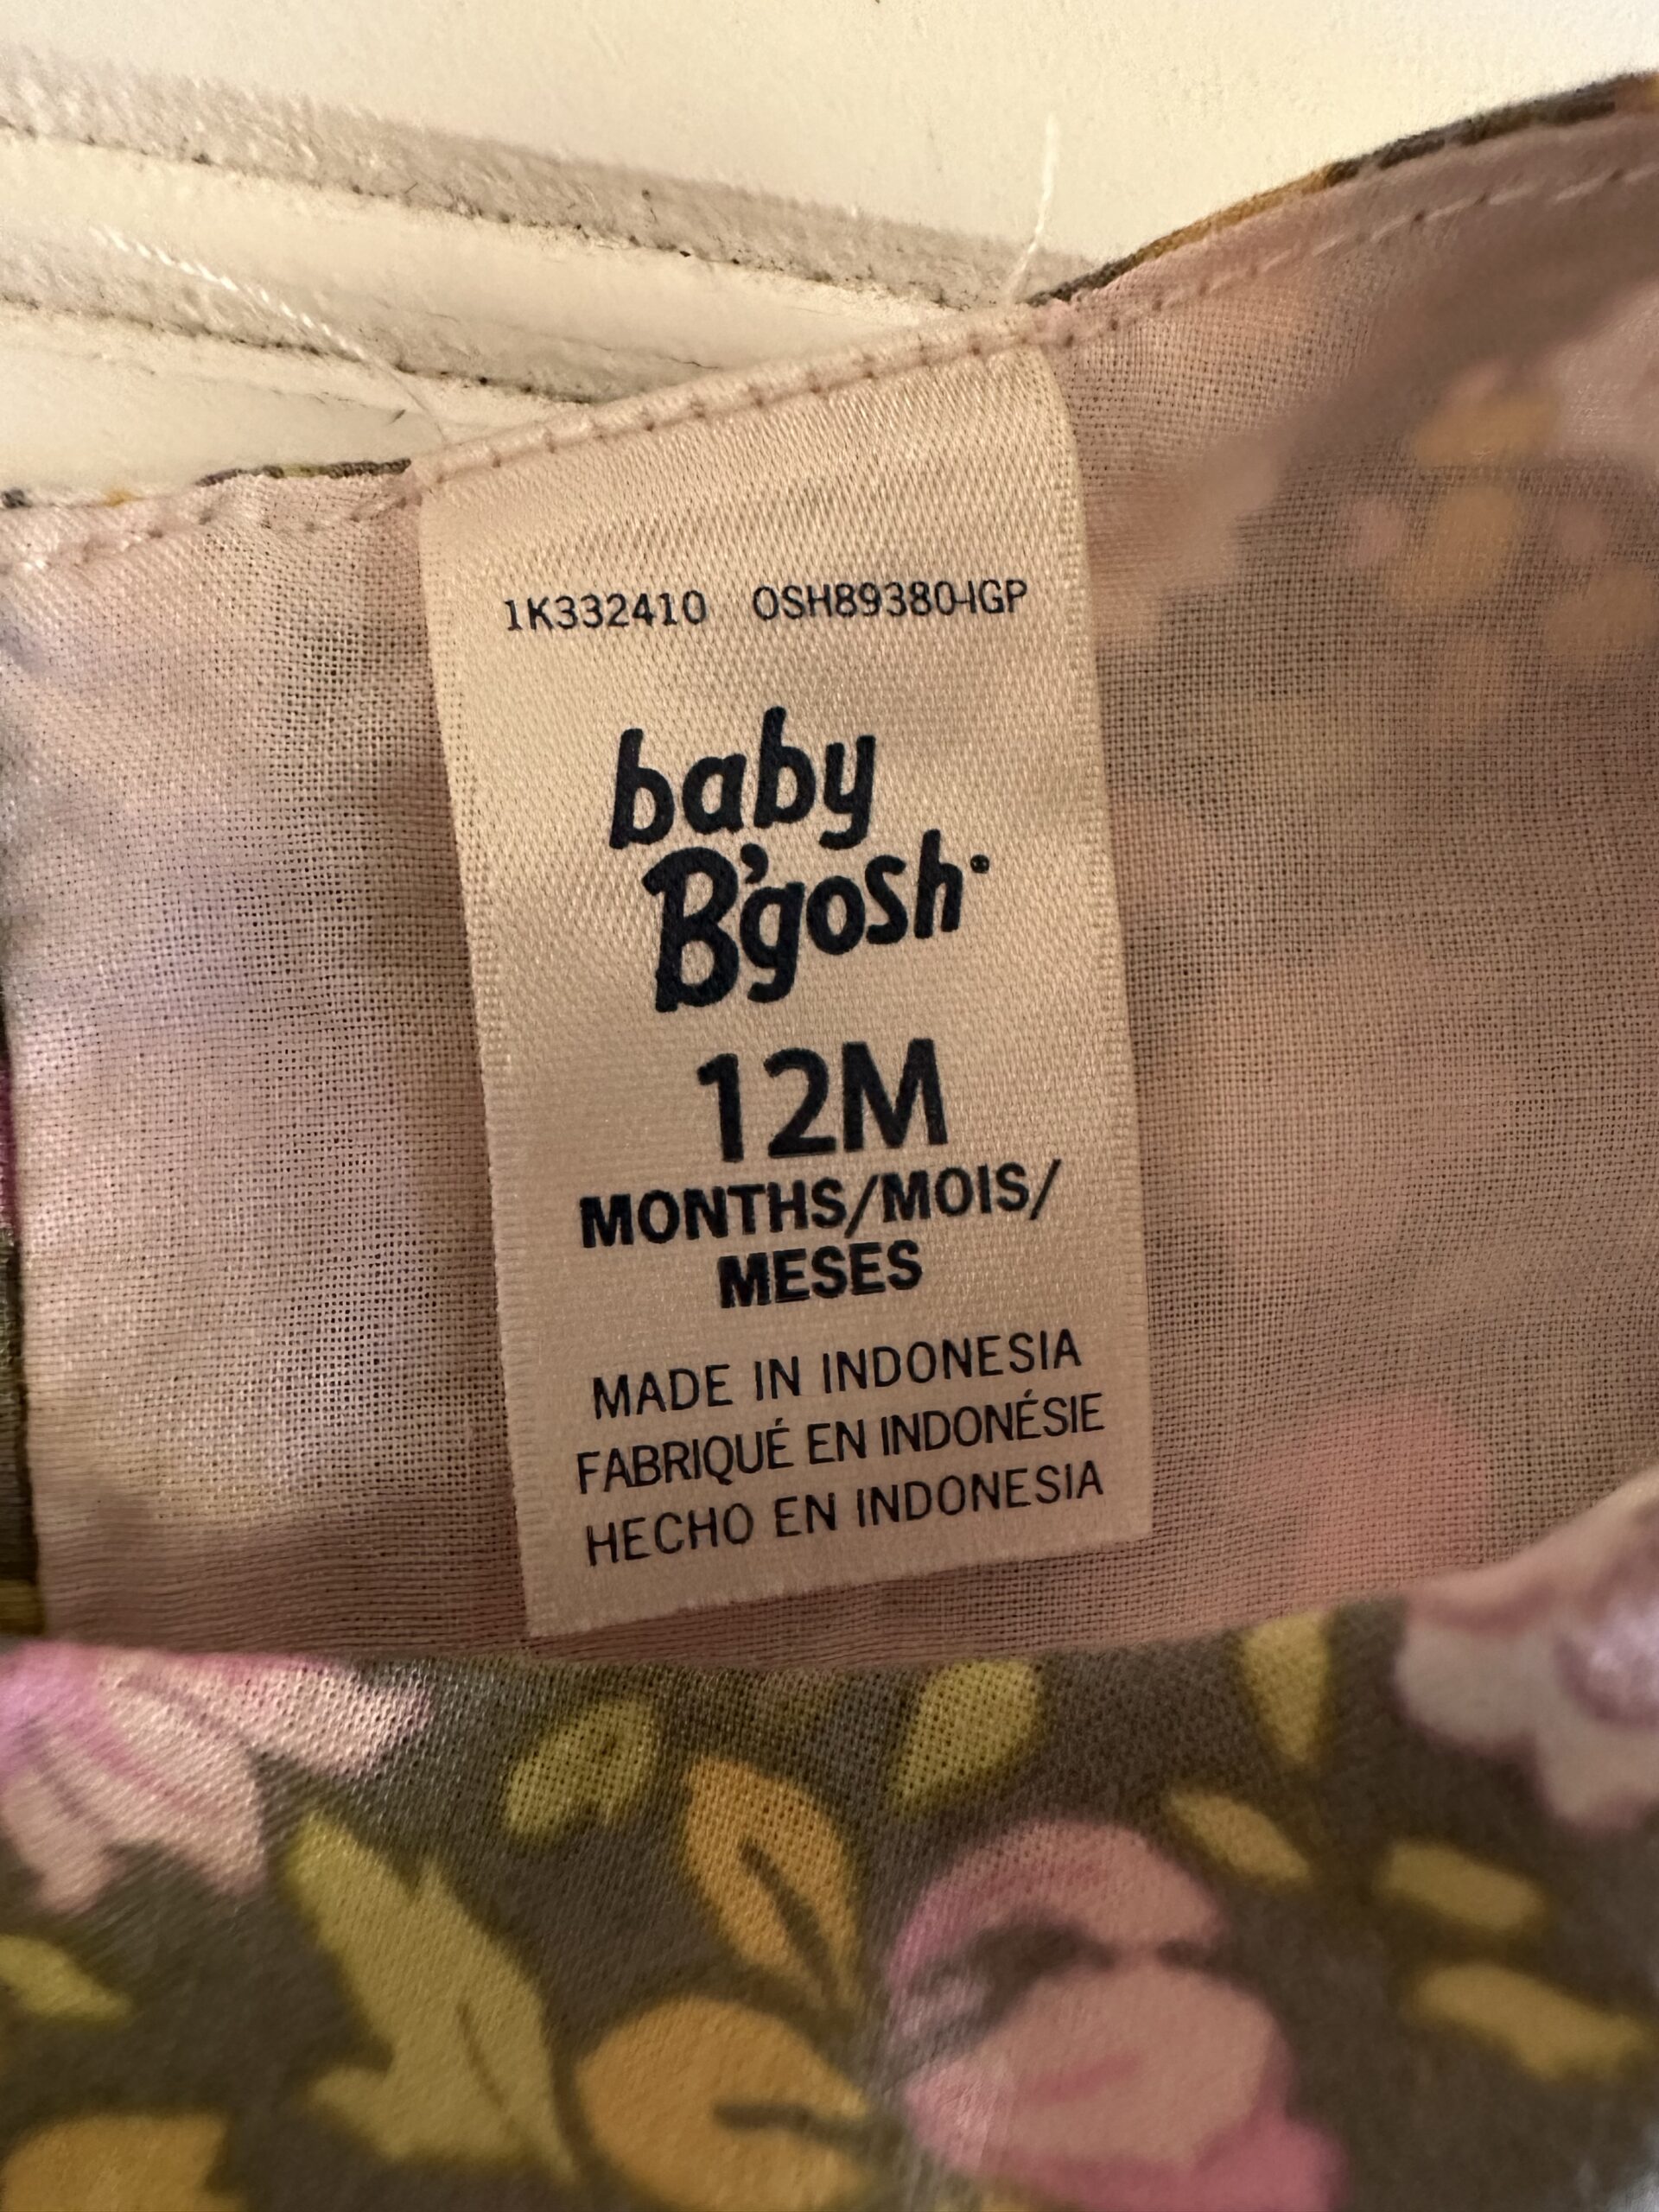 1K332410 OSH89380-IGP
baby
B'gosh
12M
MONTHS/MOIS/
MESES
MADE IN INDONESIA
FABRIQUÉ EN INDONÉSIE
HECHO EN INDONESIA